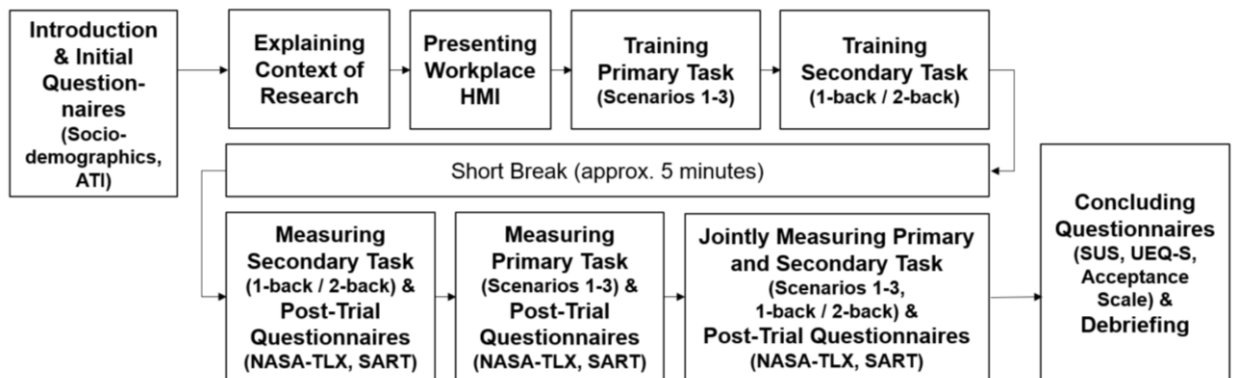 Introduction
& Initial
Question-
naires
(Socio-
demographics,
ATI)
Explaining
Context of
Research
Presenting
Workplace
HMI
Training
Primary Task
(Scenarios 1-3)
Training
Secondary Task
(1-back / 2-back)
Short Break (approx. 5 minutes)
Measuring
Secondary Task
(1-back / 2-back) &
Post-Trial
Questionnaires
(NASA-TLX, SART)
Measuring
Primary Task
(Scenarios 1-3) &
Post-Trial
Questionnaires
(NASA-TLX, SART)
Jointly Measuring Primary
and Secondary Task
(Scenarios 1-3,
1-back / 2-back) &
Post-Trial Questionnaires
(NASA-TLX, SART)
Concluding
Questionnaires
(SUS, UEQ-S,
Acceptance
Scale) &
Debriefing